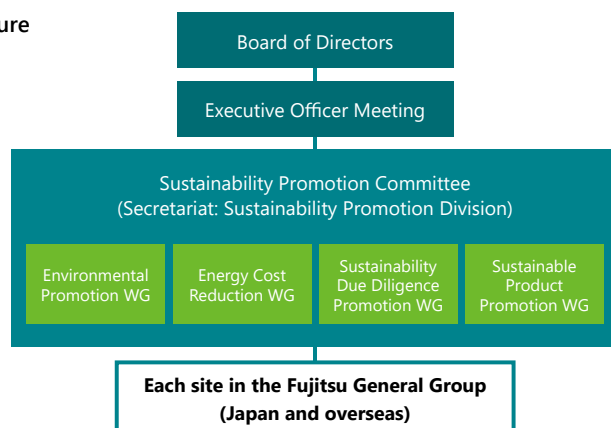 ure
Board of Directors
Executive Officer Meeting
Sustainability Promotion Committee
(Secretariat: Sustainability Promotion Division)
Environmental
Promotion WG
Energy Cost
Reduction WG
Sustainability
Due Diligence
Promotion WG
Sustainable
Product
Promotion WG
Each site in the Fujitsu General Group
(Japan and overseas)